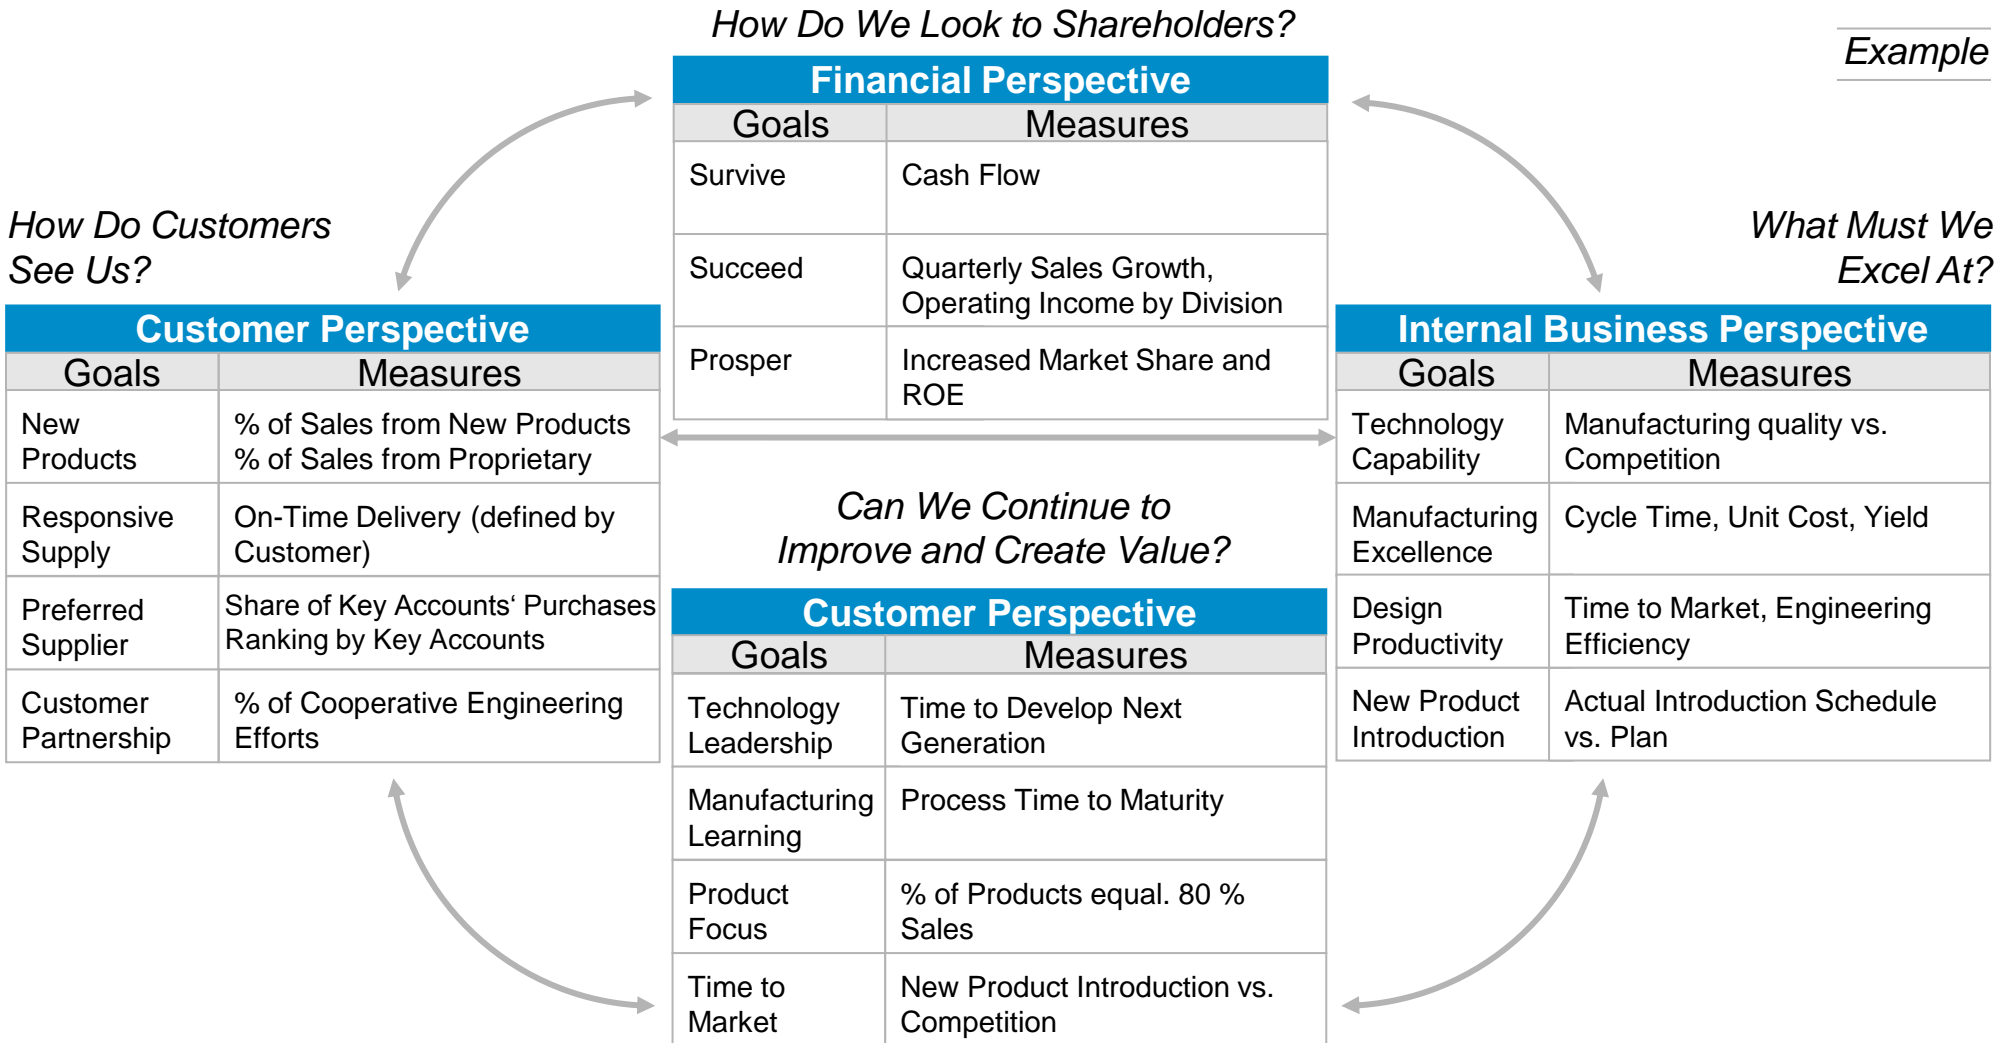 How Do We Look to Shareholders?
Example
Financial Perspective
Goals Measures
Survive Cash Flow
Succeed Quarterly Sales Growth,
Operating Income by Division
Prosper Increased Market Share and
ROE
How Do Customers
See Us?
Customer Perspective
Goals Measures
New % of Sales from New Products
Products % of Sales from Proprietary
Responsive On-Time Delivery (defined by
Supply Customer)
Preferred Share of Key Accounts‘ Purchases
Supplier Ranking by Key Accounts
Customer % of Cooperative Engineering
Partnership Efforts
What Must We
Excel At?
Internal Business Perspective
Goals Measures
Technology Manufacturing quality vs.
Capability Competition
Manufacturing Cycle Time, Unit Cost, Yield
Excellence
Design Time to Market, Engineering
Productivity Efficiency
New Product Actual Introduction Schedule
Introduction vs. Plan
Can We Continue to
Improve and Create Value?
Customer Perspective
Goals Measures
Technology Time to Develop Next
Leadership Generation
Manufacturing Process Time to Maturity
Learning
Product % of Products equal. 80 %
Focus Sales
Time to New Product Introduction vs.
Market Competition